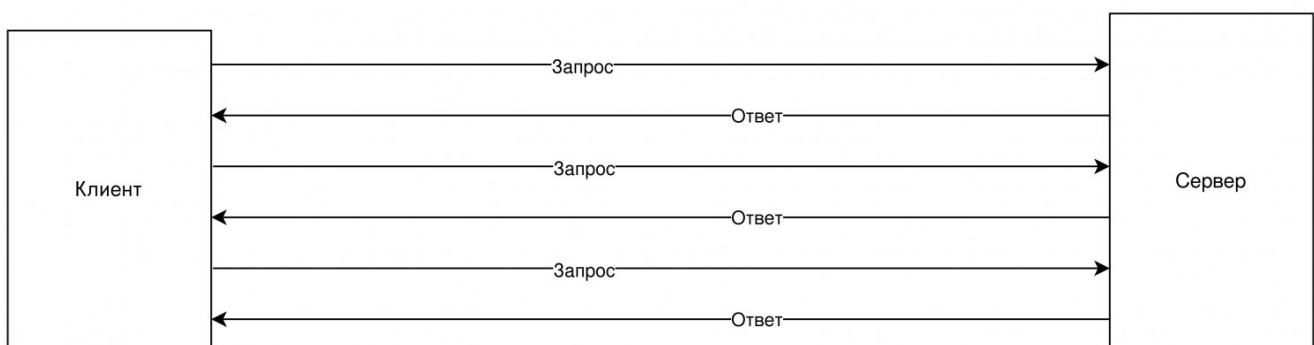 Запрос
Ответ
Клиент
Запрос
Сервер
Ответ
Запрос
Ответ